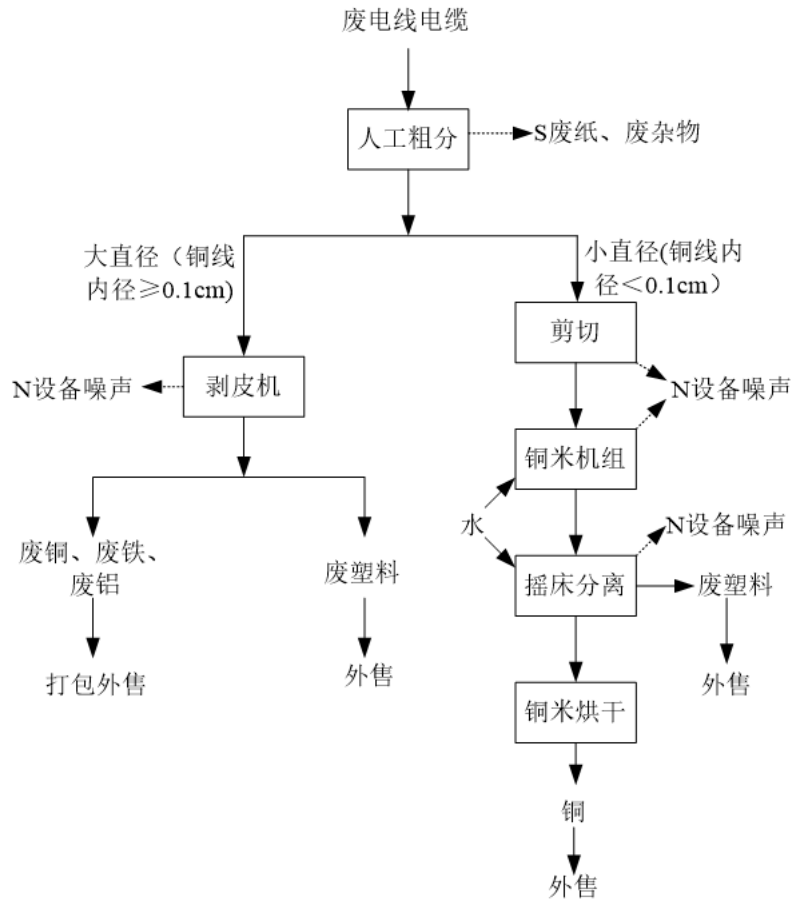 废电线电缆
人工粗分
S废纸、废杂物
大直径（铜线
内径≥0.1cm)
小直径(铜线内
径＜0.1cm）
剪切
剥皮机
N设备噪声
N设备噪声
铜米机组
水
N设备噪声
废铜、废铁、
废铝
废塑料
摇床分离
废塑料
打包外售
外售
外售
铜米烘干
铜
外售